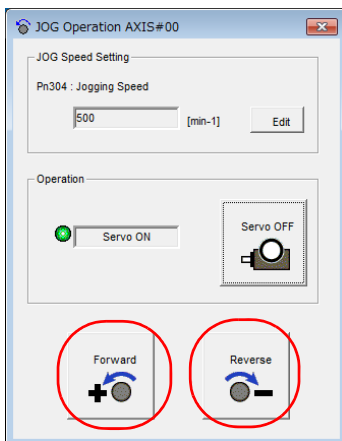 JOG Operation AXIS#00
JOG Speed Setting
Pn304 : Jogging Speed
500 [min-1] Edit
Operation
Servo ON
Servo OFF
Forward Reverse